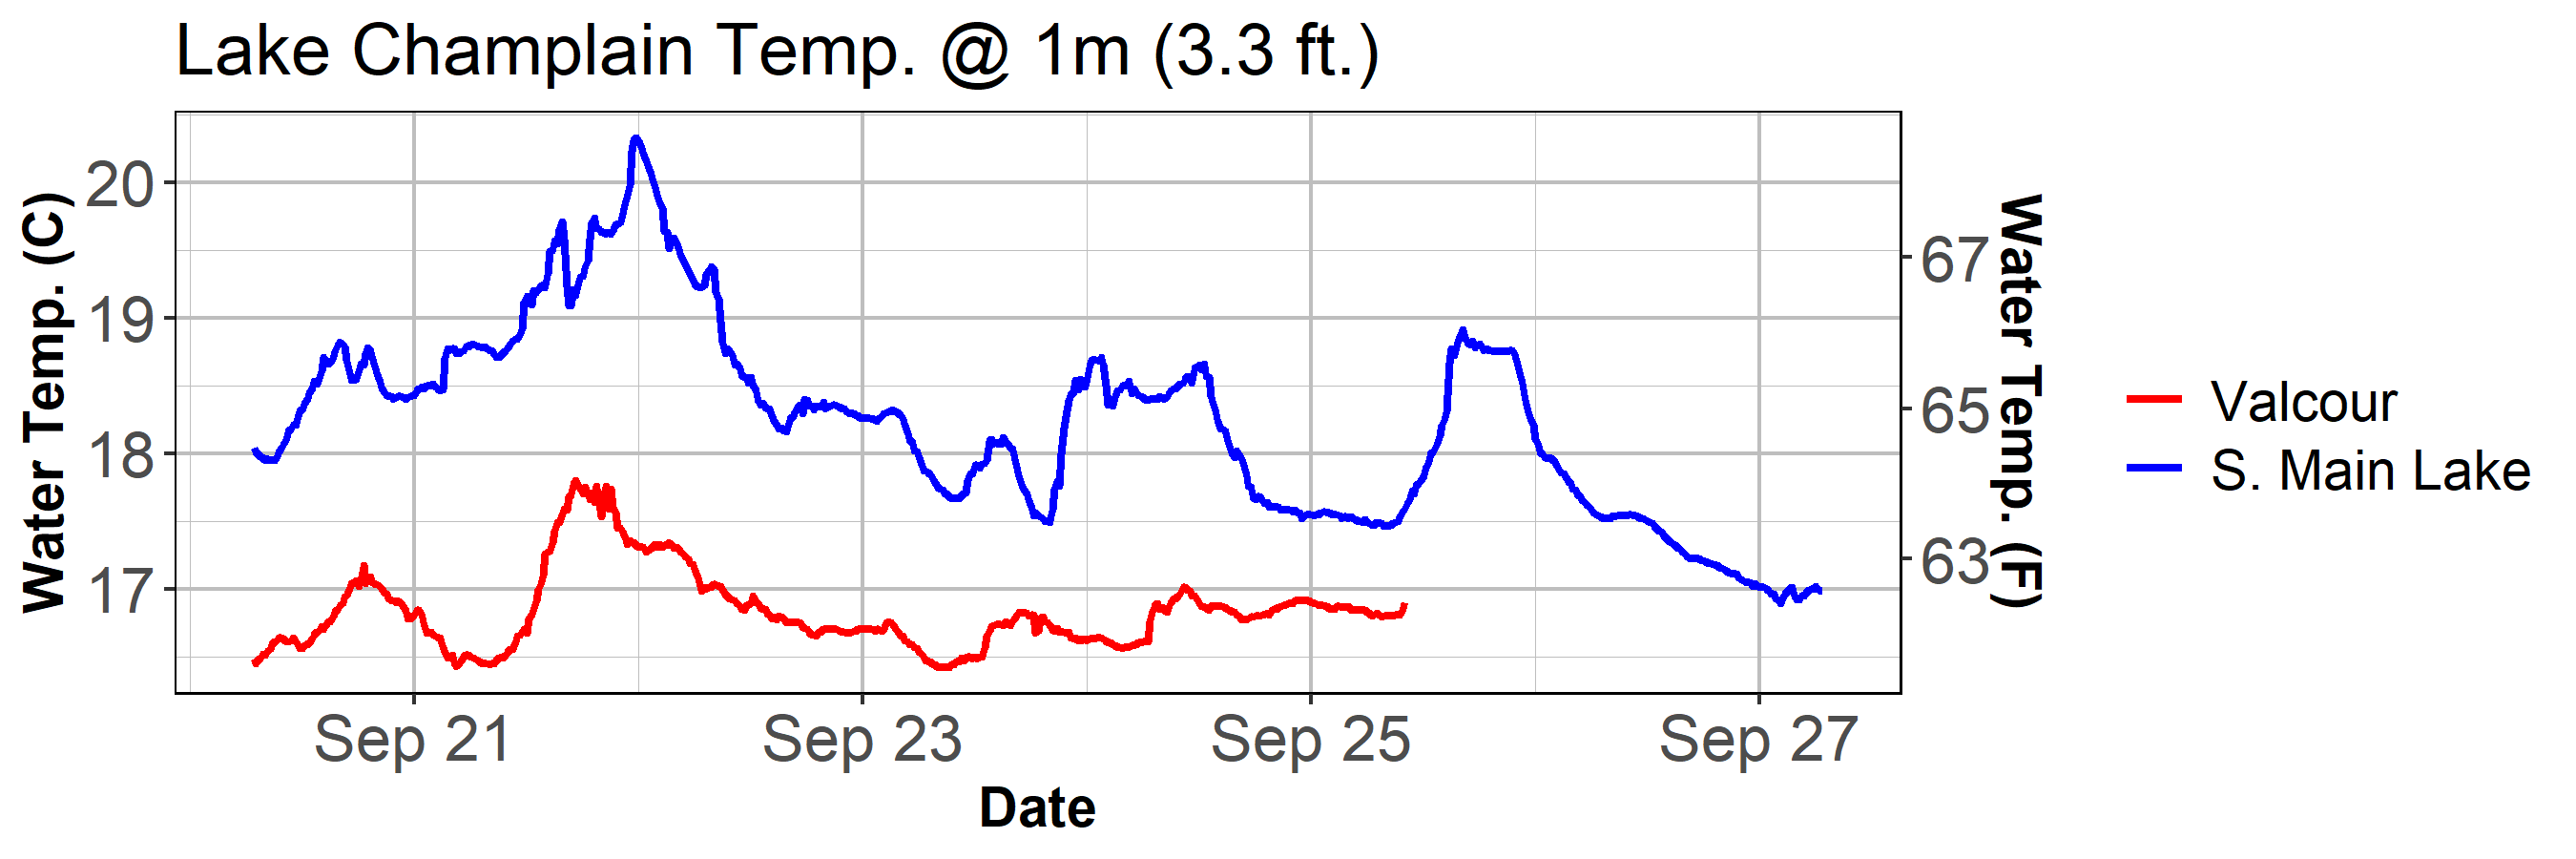 Lake Champlain Temp. @ 1m (3.3 ft.)
Water Temp. (C)
20
19
18
17
67
65
63
Water Temp. (F)
Sep 21
Sep 23
Sep 25
Sep 27
Date
Valcour
S. Main Lake